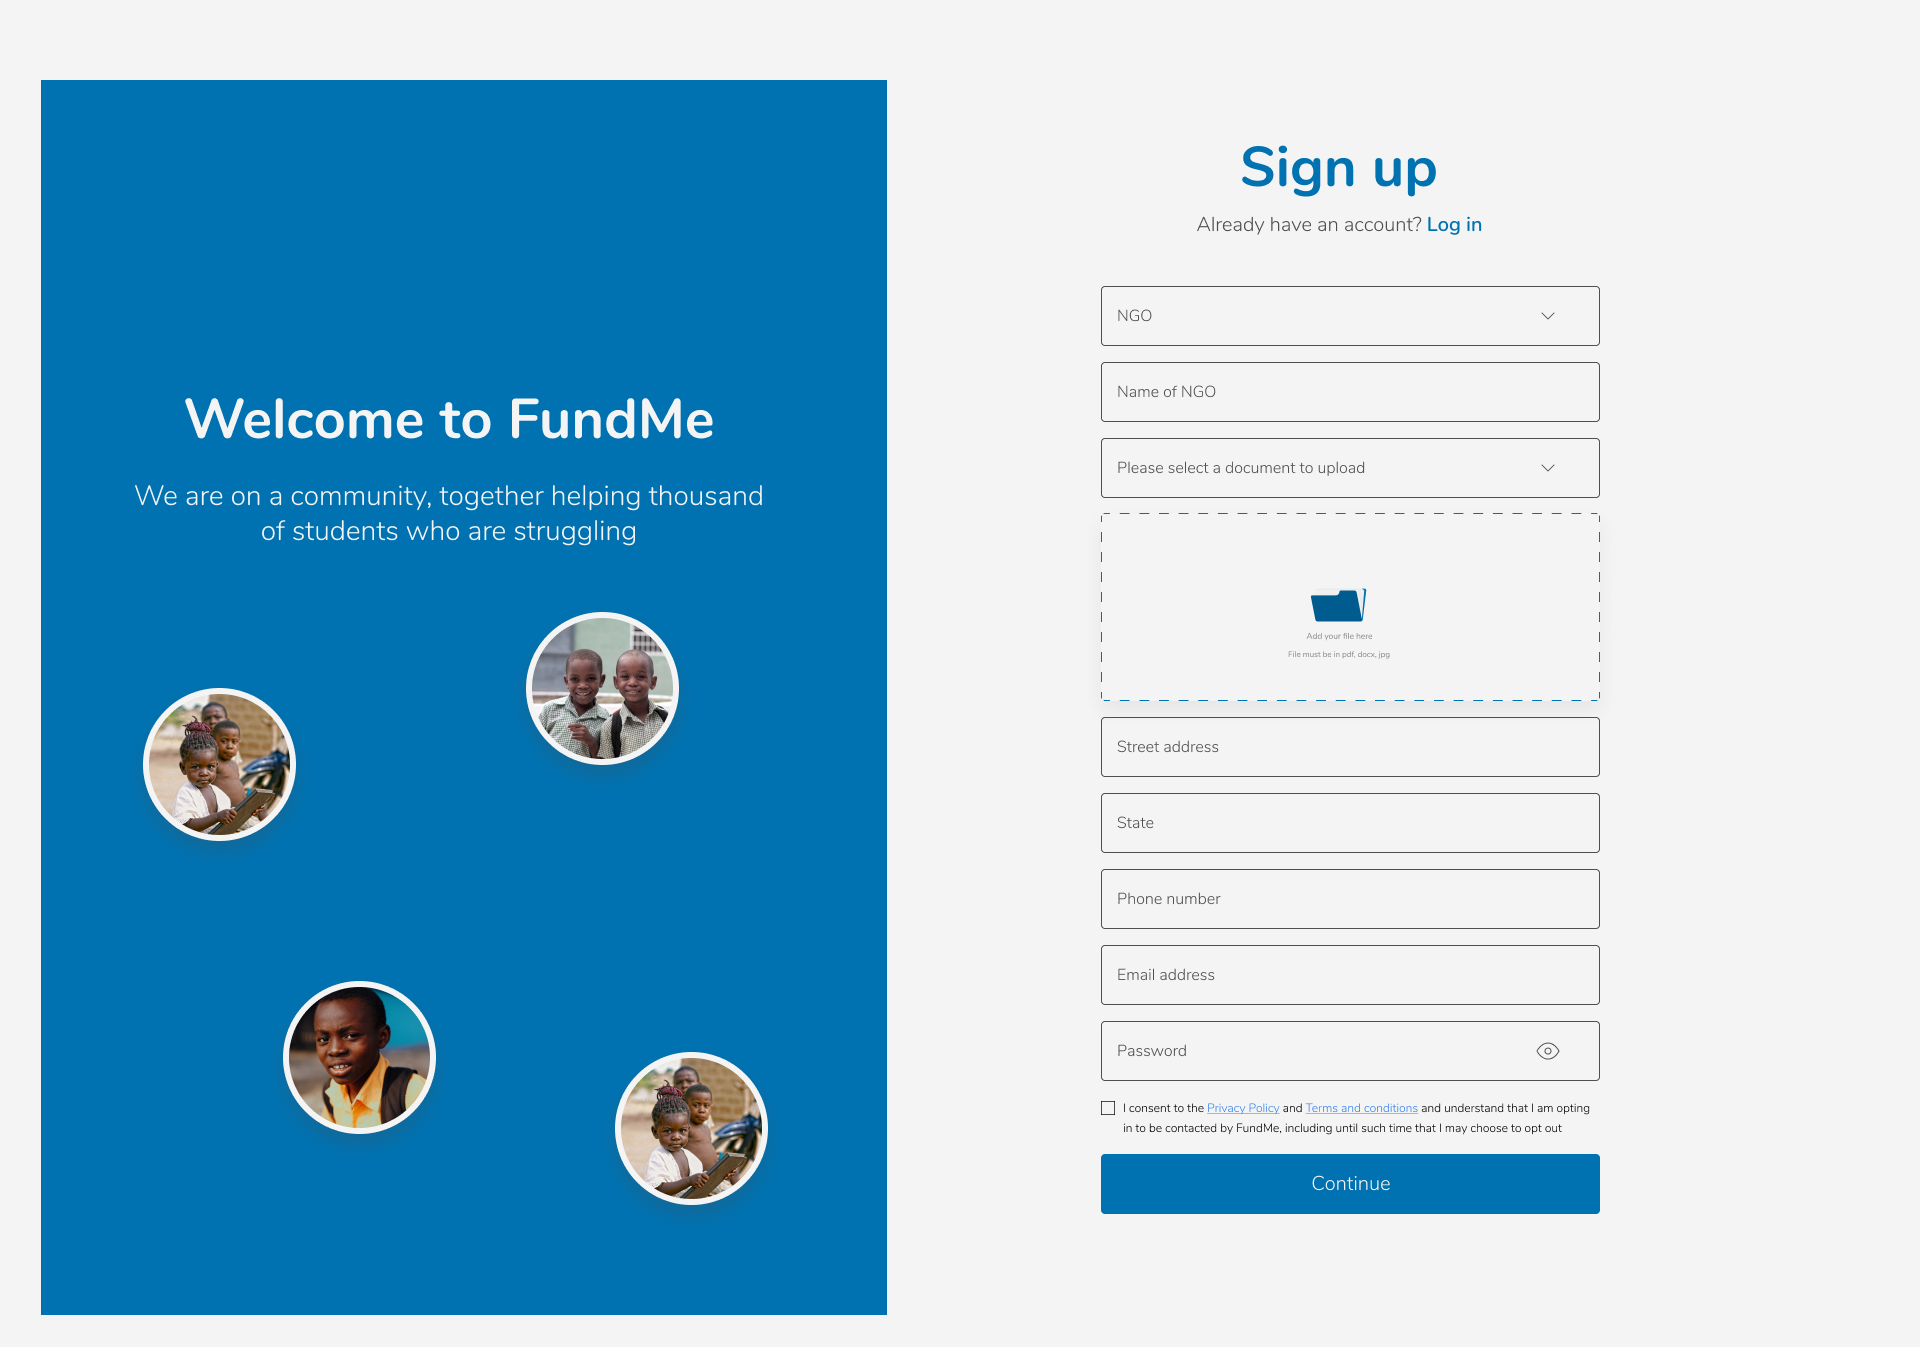 Welcome to FundMe
We are on a community, together helping thousand
of students who are struggling
Sign up
Already have an account? Log in
NGO
Name of NGO
Please select a document to upload
Add your file here
File must be in pdf, docx, jpg
Street address
State
Phone number
Email address
Password
I consent to the Privacy Policy and Terms and conditions and understand that I am opting
in to be contacted by FundMe, including until such time that I may choose to opt out
Continue